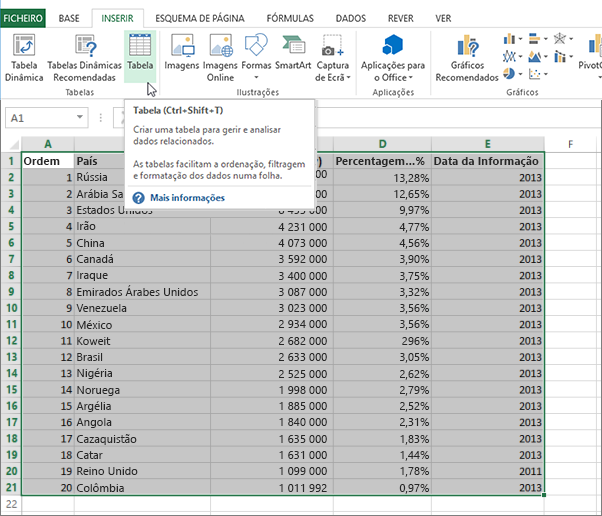 FICHEIRO BASE INSERIR ESQUEMA DE PÁGINA FÓRMULAS DADOS REVER VER
Tabela Dinâmica
Tabelas Dinâmicas Recomendadas
Tabela
Imagens
Imagens Online
Formas
SmartArt
Captura de Ecrã
Aplicações para o Office
Gráficos Recomendados
Tabelas Ilustrações Aplicações Gráficos
A1
Tabela (Ctrl+Shift+T)
Criar uma tabela para gerir e analisar
dados relacionados.
As tabelas facilitam a ordenação, filtragem
e formatação dos dados numa folha.
Mais informações
A D E F
1 Ordem País Percentagem...% Data da Informação
2 1 Rússia 13,28% 2013
3 2 Arábia 12,65% 2013
4 3 Estados Unidos 9,97% 2013
5 4 Irão 4 231 000 4,77% 2013
6 5 China 4 073 000 4,56% 2013
7 6 Canadá 3 592 000 3,90% 2013
8 7 Iraque 3 400 000 3,75% 2013
9 8 Emirados Árabes Unidos 3 087 000 3,32% 2013
10 9 Venezuela 3 023 000 3,56% 2013
11 10 México 2 934 000 3,56% 2013
12 11 Koweit 2 682 000 296% 2013
13 12 Brasil 2 633 000 3,05% 2013
14 13 Nigéria 2 525 000 2,62% 2013
15 14 Noruega 1 998 000 2,79% 2013
16 15 Argélia 1 885 000 2,52% 2013
17 16 Angola 1 840 000 2,31% 2013
18 17 Cazaquistão 1 635 000 1,83% 2013
19 18 Catar 1 631 000 1,44% 2013
20 19 Reino Unido 1 099 000 1,78% 2011
21 20 Colômbia 1 011 992 0,97% 2013
22